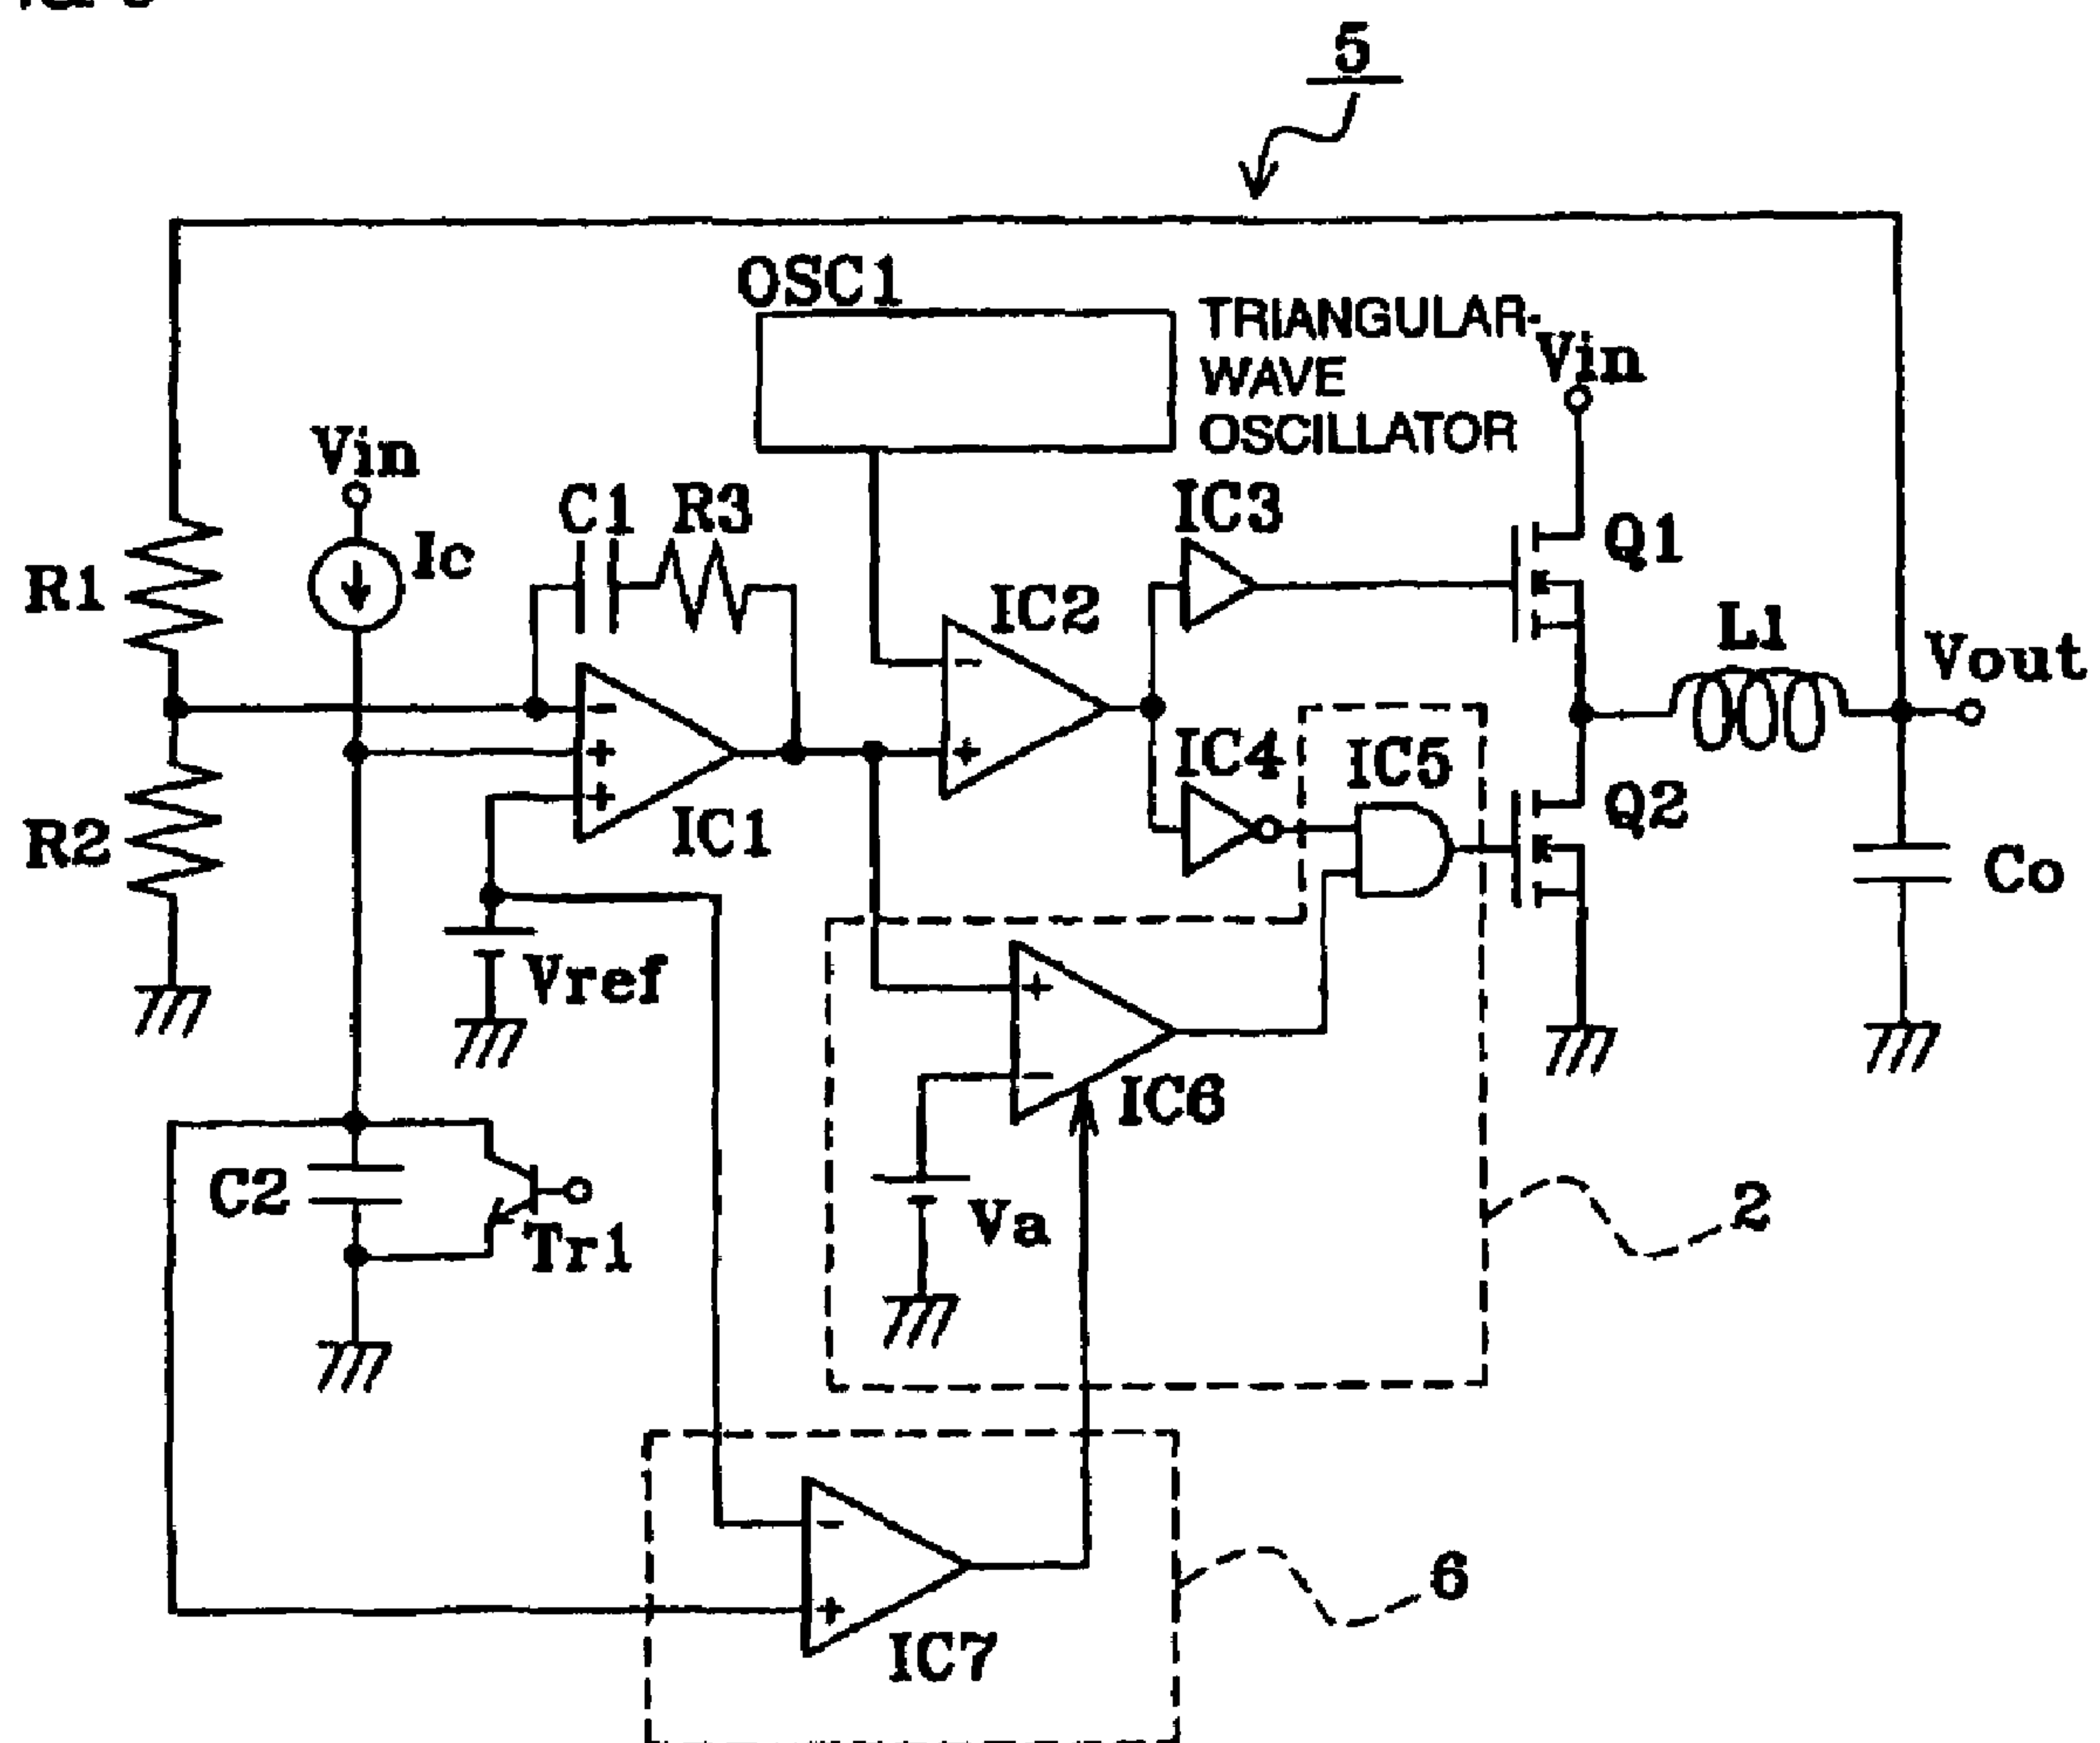 5
OSC1
TRIANGULAR-
WAVE
OSCILLATOR
Vin
Vin
Ic
C1
R3
IC3
Q1
R1
IC2
L1
Vout
-
+
+
-
+
IC4
IC5
IC1
Q2
R2
Co
Vref
+
-
IC6
C2
Tr1
Va
2
-
+
6
IC7